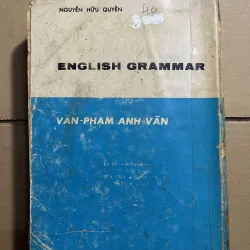 NGUYỄN HỮU QUYỀN
ENGLISH GRAMMAR
VĂN-PHẠM ANH-VĂN